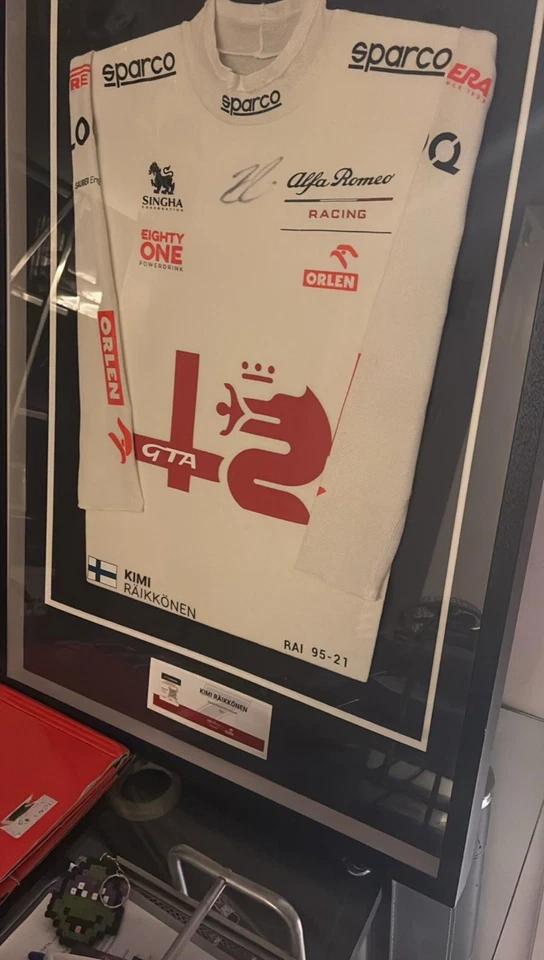 sparco
sparco
sparco
ERA
SINGHA
CORPORATION
Alfa Romeo
RACING
EIGHTY
ONE
POWERDRINK
ORLEN
ORLEN
GTA
KIMI
RÄIKKÖNEN
RAI 95-21
KIMI RÄIKKÖNEN